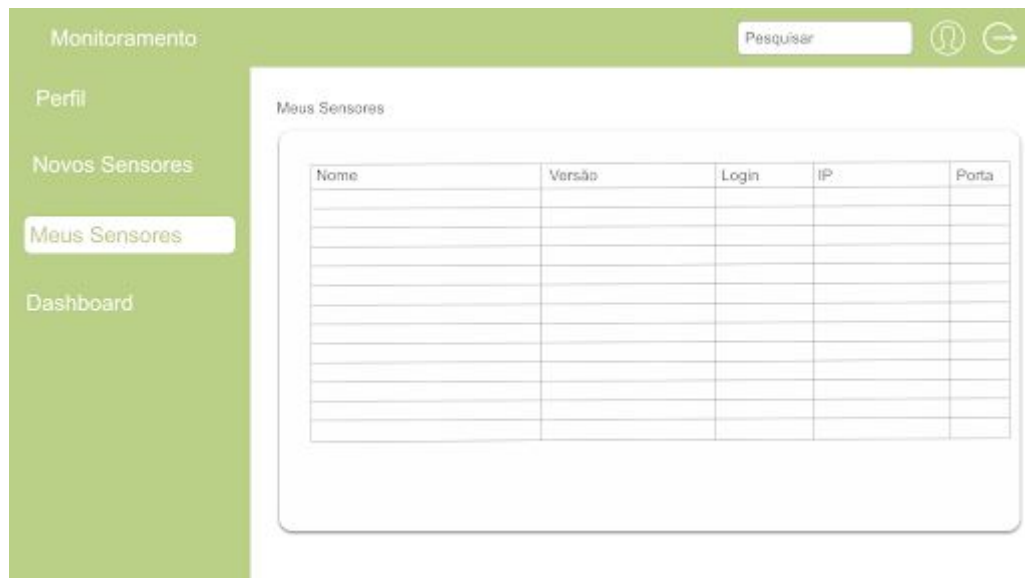 Monitoramento
Pesquisar
Perfil
Novos Sensores
Meus Sensores
Dashboard
Meus Sensores
Nome Versão Login IP Porta